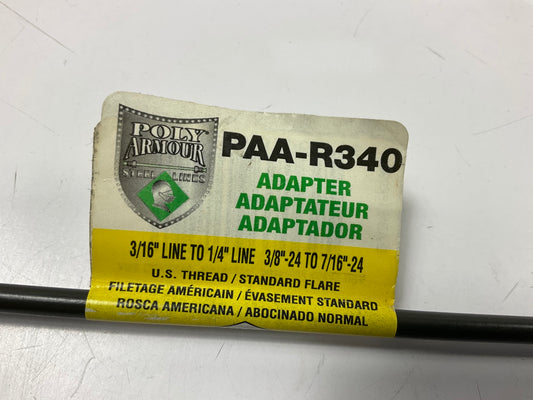 POLY
ARMOUR
STEEL LINES
PAA-R340
ADAPTER
ADAPTATEUR
ADAPTADOR
3/16" LINE TO 1/4" LINE 3/8"-24 TO 7/16"-24
U.S. THREAD / STANDARD FLARE
FILETAGE AMÉRICAIN / ÉVASEMENT STANDARD
ROSCA AMERICANA / ABOCINADO NORMAL